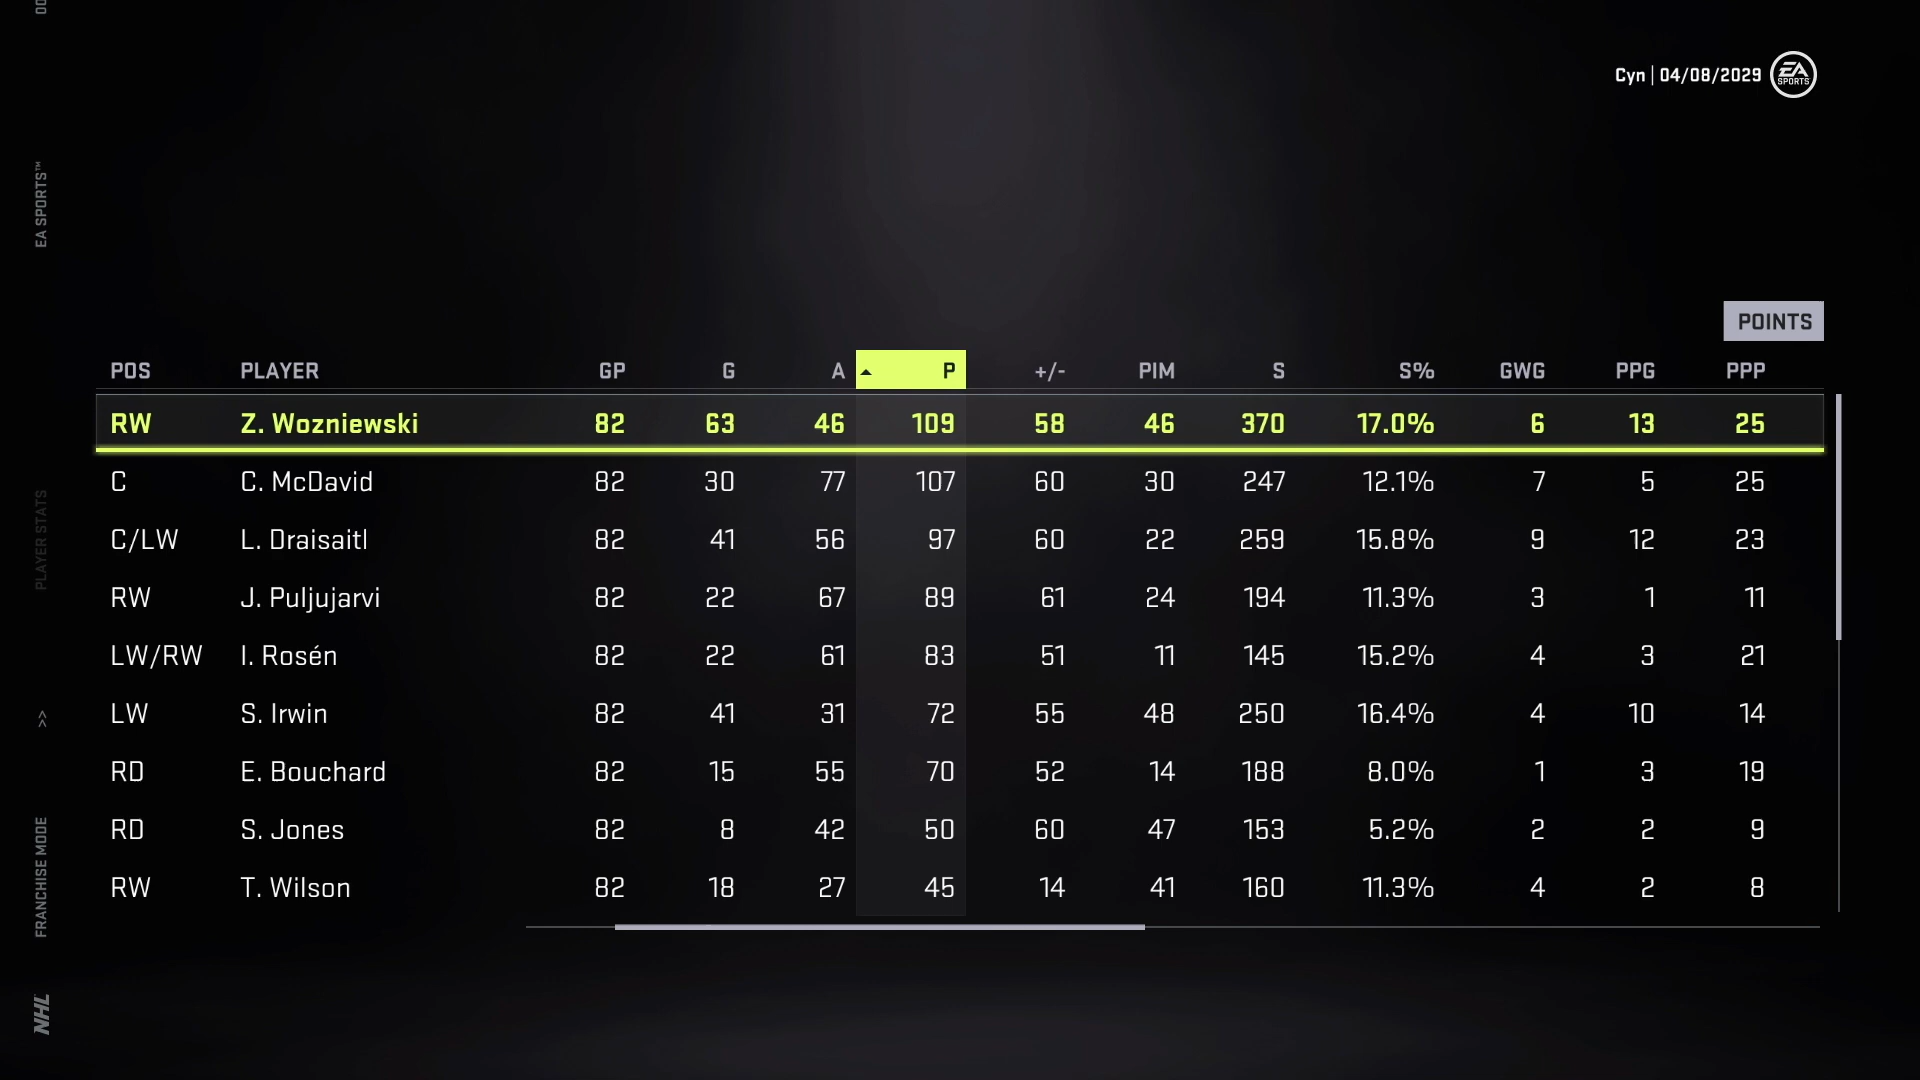 Cyn | 04/08/2029 EA SPORTS
POINTS
POS PLAYER GP G A P +/- PIM S S% GWG PPG PPP
RW Z. Wozniewski 82 63 46 109 58 46 370 17.0% 6 13 25
C C. McDavid 82 30 77 107 60 30 247 12.1% 7 5 25
C/LW L. Draisaitl 82 41 56 97 60 22 259 15.8% 9 12 23
RW J. Puljujarvi 82 22 67 89 61 24 194 11.3% 3 1 11
LW/RW I. Rosén 82 22 61 83 51 11 145 15.2% 4 3 21
LW S. Irwin 82 41 31 72 55 48 250 16.4% 4 10 14
RD E. Bouchard 82 15 55 70 52 14 188 8.0% 1 3 19
RD S. Jones 82 8 42 50 60 47 153 5.2% 2 2 9
RW T. Wilson 82 18 27 45 14 41 160 11.3% 4 2 8
NHL FRANCHISE MODE >> PLAYER STATS EA SPORTS™